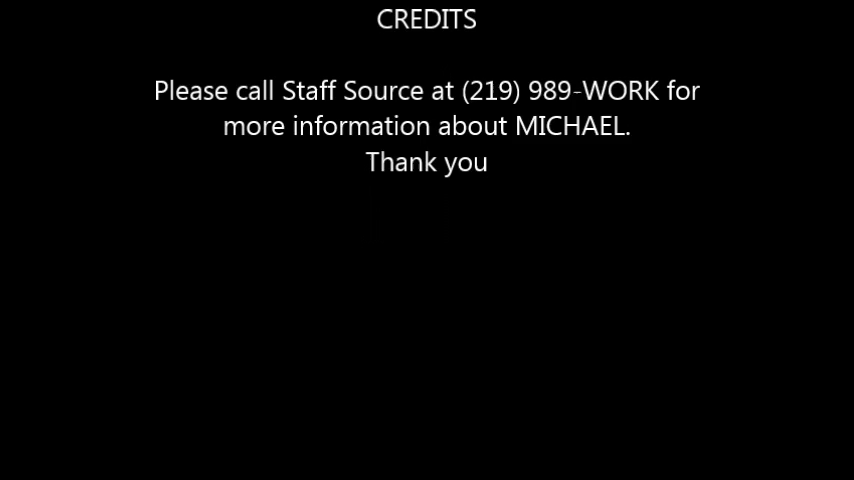 CREDITS
Please call Staff Source at (219) 989-WORK for
more information about MICHAEL.
Thank you